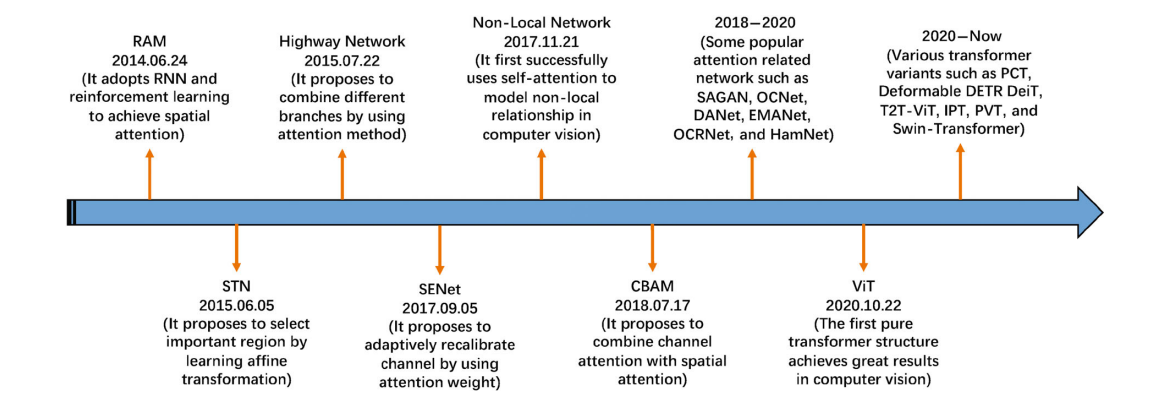 RAM
2014.06.24
(It adopts RNN and
reinforcement learning
to achieve spatial
attention)
Highway Network
2015.07.22
(It proposes to
combine different
branches by using
attention method)
Non-Local Network
2017.11.21
(It first successfully
uses self-attention to
model non-local
relationship in
computer vision)
2018—2020
(Some popular
attention related
network such as
SAGAN, OCNet,
DANet, EMANet,
OCRNet, and HamNet)
2020—Now
(Various transformer
variants such as PCT,
Deformable DETR DeiT,
T2T-ViT, IPT, PVT, and
Swin-Transformer)
STN
2015.06.05
(It proposes to select
important region by
learning affine
transformation)
SENet
2017.09.05
(It proposes to
adaptively recalibrate
channel by using
attention weight)
CBAM
2018.07.17
(It proposes to
combine channel
attention with spatial
attention)
ViT
2020.10.22
(The first pure
transformer structure
achieves great results
in computer vision)